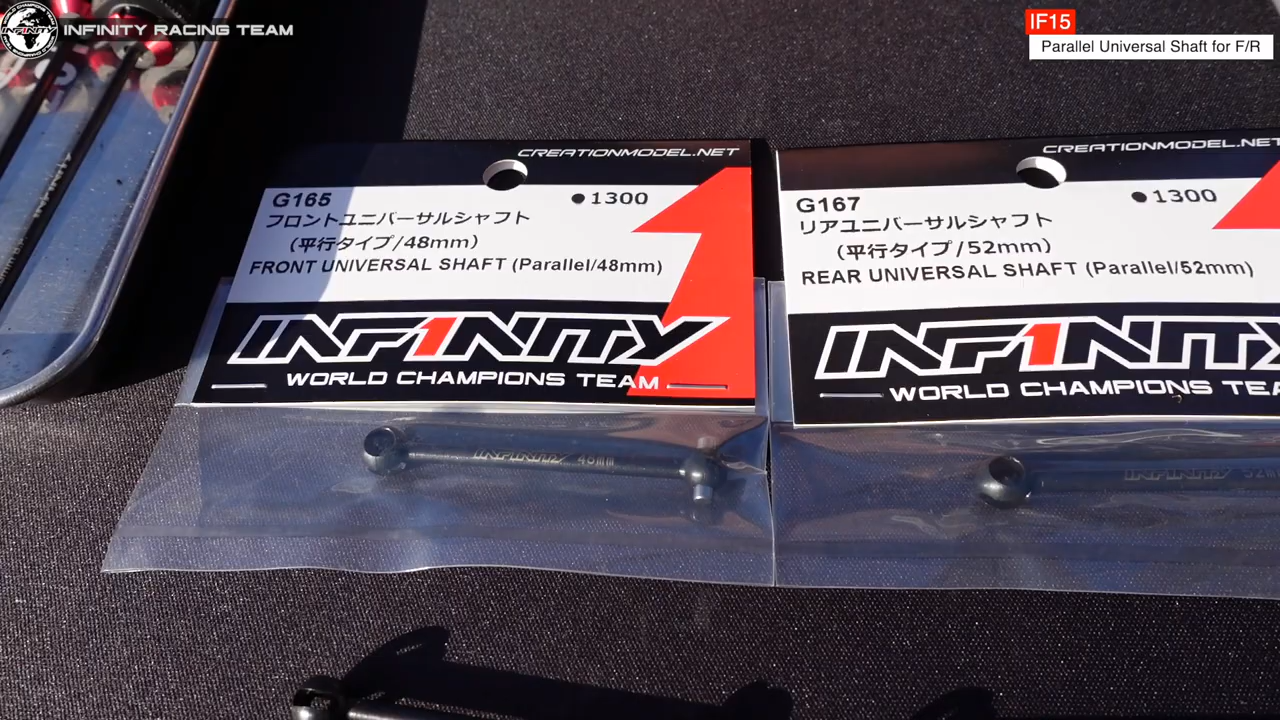 INFINITY RACING TEAM
IF15
Parallel Universal Shaft for F/R
CREATIONMODEL.NET
G165 ●1300
フロントユニバーサルシャフト
(平行タイプ/48mm)
FRONT UNIVERSAL SHAFT (Parallel/48mm)
INF1NITY
WORLD CHAMPIONS TEAM
INFINITY 48mm
CREATIONMODEL.NET
G167 ●1300
リアユニバーサルシャフト
(平行タイプ/52mm)
REAR UNIVERSAL SHAFT (Parallel/52mm)
INF1NITY
WORLD CHAMPIONS TEA
INFINITY 52m